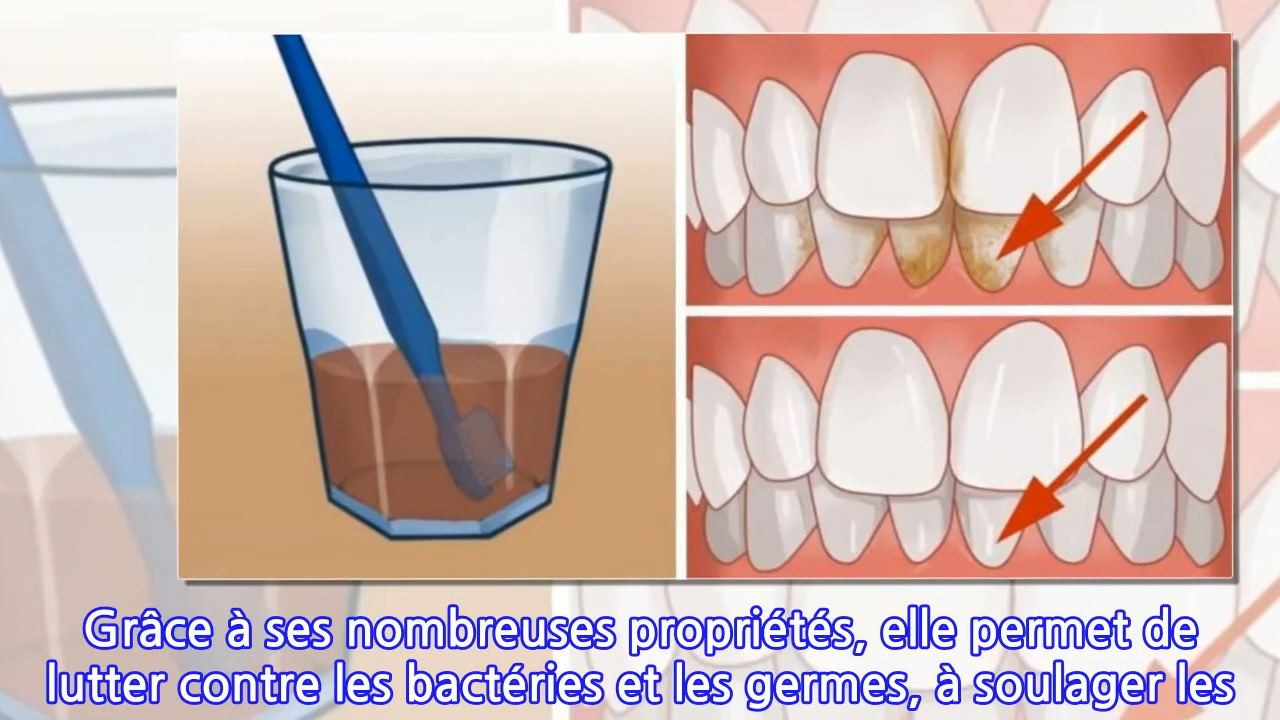 Grâce à ses nombreuses propriétés, elle permet de
lutter contre les bactéries et les germes, à soulager les